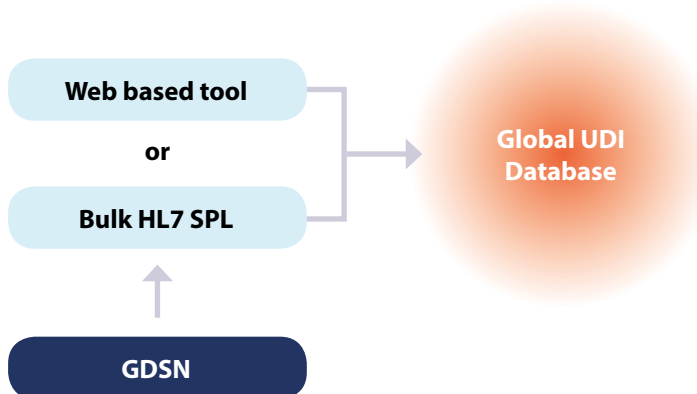 Web based tool
or
Bulk HL7 SPL
GDSN
Global UDI
Database